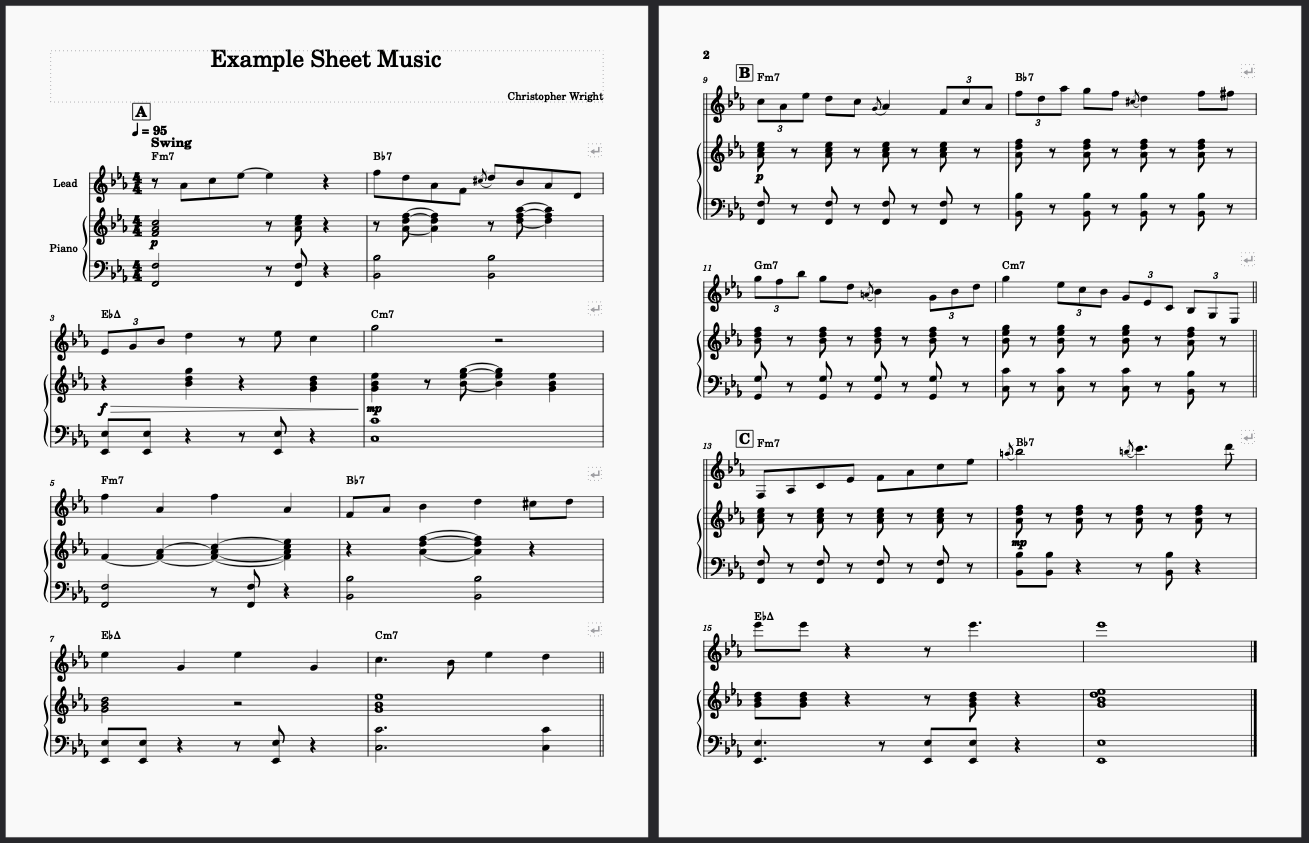 Example Sheet Music
Christopher Wright
A
♩ = 95
Swing
Fm7 B♭7
Lead
Piano
p
3
E♭Δ Cm7
3
f mp
5
Fm7 B♭7
7
E♭Δ Cm7
2
B
9
Fm7 B♭7
3 3 3
p
11
Gm7 Cm7
3 3 3 3
C
13
Fm7 B♭7
mp
15
E♭Δ